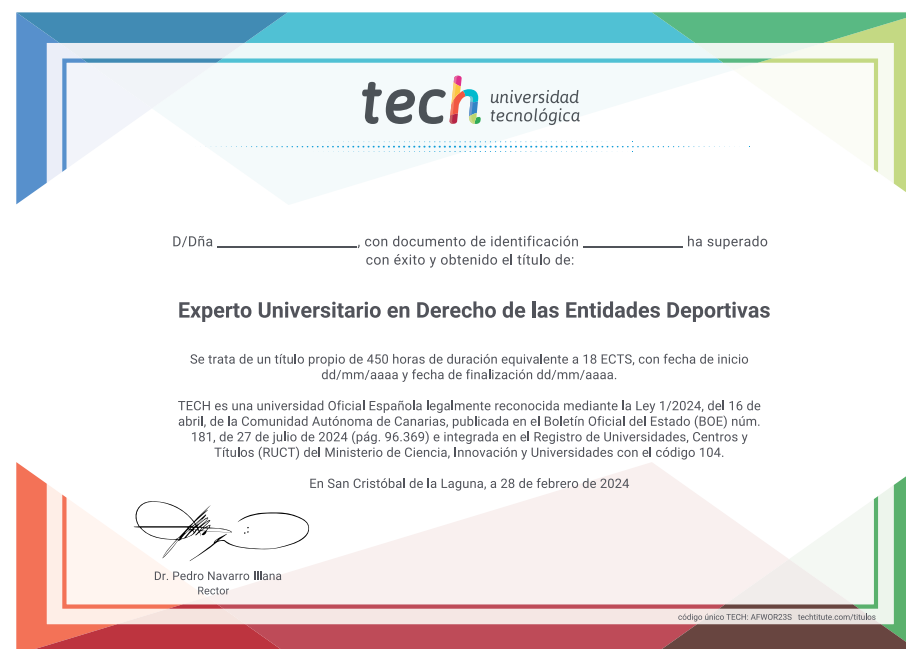 tech universidad
tecnológica
D/Dña ________________, con documento de identificación ____________ ha superado
con éxito y obtenido el título de:
Experto Universitario en Derecho de las Entidades Deportivas
Se trata de un título propio de 450 horas de duración equivalente a 18 ECTS, con fecha de inicio
dd/mm/aaaa y fecha de finalización dd/mm/aaaa.
TECH es una universidad Oficial Española legalmente reconocida mediante la Ley 1/2024, del 16 de
abril, de la Comunidad Autónoma de Canarias, publicada en el Boletín Oficial del Estado (BOE) núm.
181, de 27 de julio de 2024 (pág. 96.369) e integrada en el Registro de Universidades, Centros y
Títulos (RUCT) del Ministerio de Ciencia, Innovación y Universidades con el código 104.
En San Cristóbal de la Laguna, a 28 de febrero de 2024
Dr. Pedro Navarro Illana
Rector
código único TECH: AFWOR23S techtitute.com/titulos